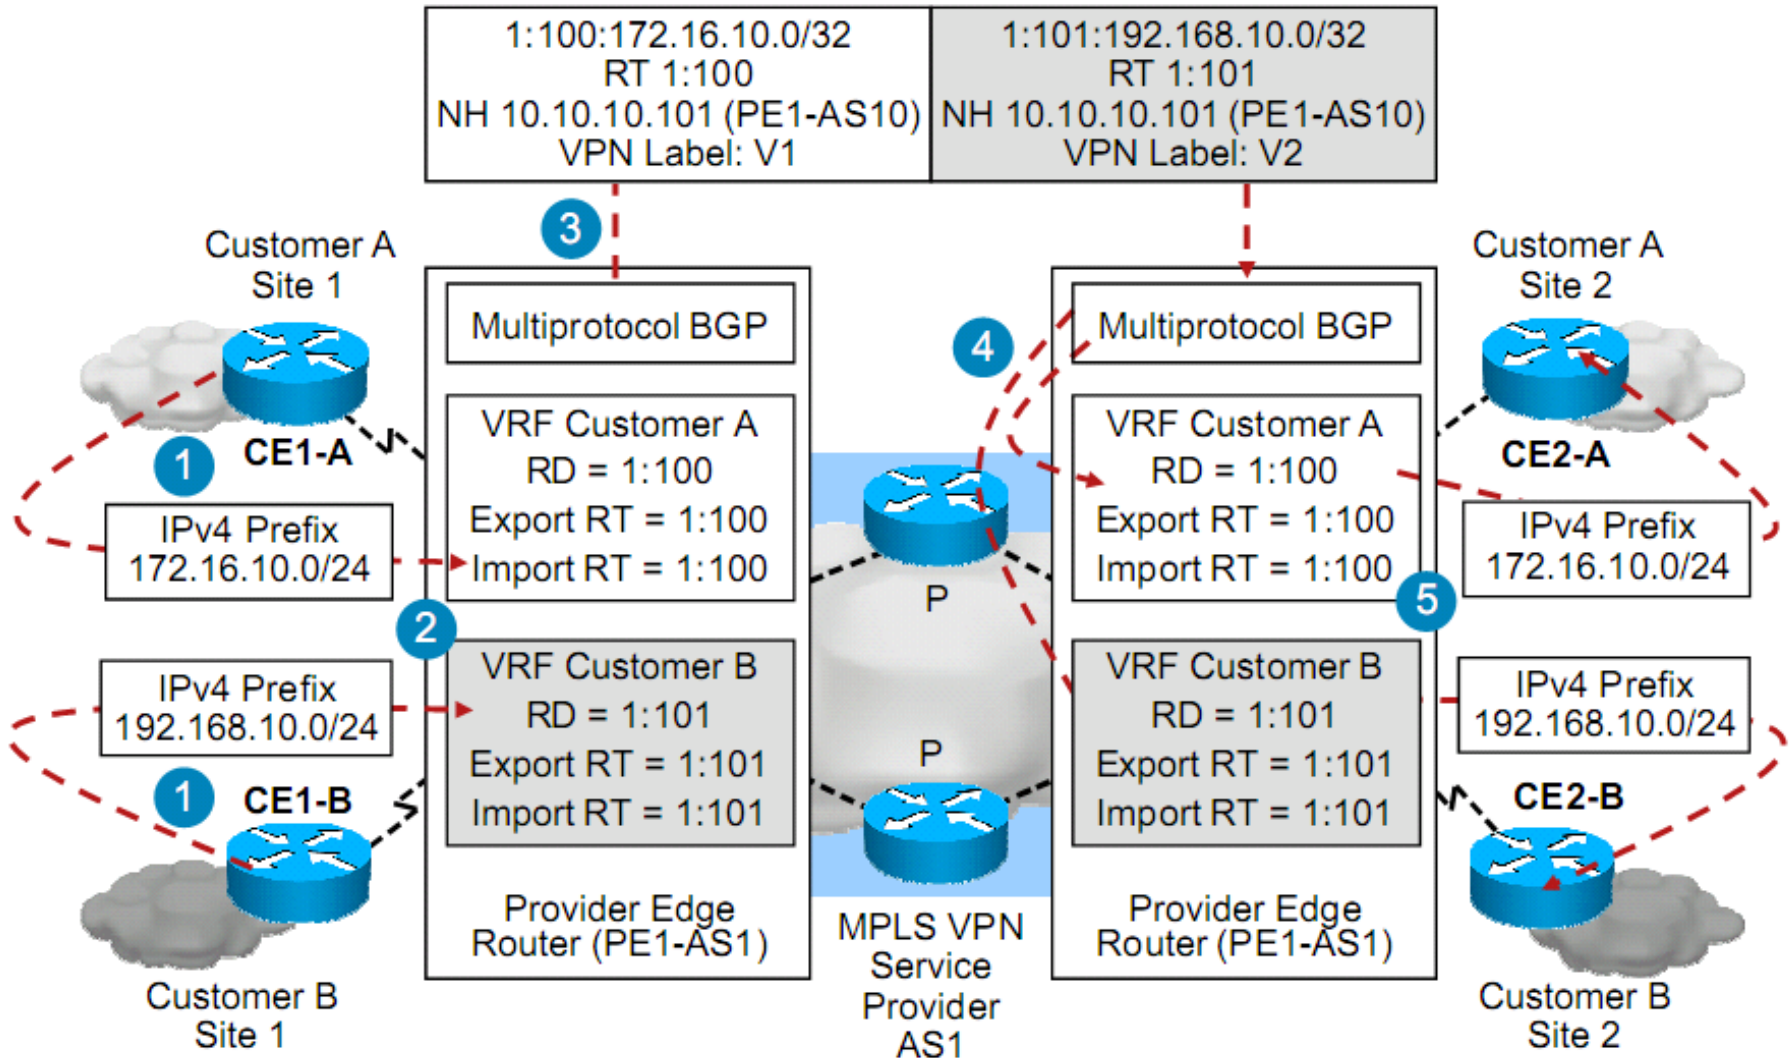 1:100:172.16.10.0/32
RT 1:100
NH 10.10.10.101 (PE1-AS10)
VPN Label: V1
1:101:192.168.10.0/32
RT 1:101
NH 10.10.10.101 (PE1-AS10)
VPN Label: V2
3
Customer A
Site 1
CE1-A
1
IPv4 Prefix
172.16.10.0/24
2
IPv4 Prefix
192.168.10.0/24
1
CE1-B
Customer B
Site 1
Multiprotocol BGP
VRF Customer A
RD = 1:100
Export RT = 1:100
Import RT = 1:100
VRF Customer B
RD = 1:101
Export RT = 1:101
Import RT = 1:101
Provider Edge
Router (PE1-AS1)
4
P
P
MPLS VPN
Service
Provider
AS1
Multiprotocol BGP
VRF Customer A
RD = 1:100
Export RT = 1:100
Import RT = 1:100
VRF Customer B
RD = 1:101
Export RT = 1:101
Import RT = 1:101
Provider Edge
Router (PE1-AS1)
Customer A
Site 2
CE2-A
IPv4 Prefix
172.16.10.0/24
5
IPv4 Prefix
192.168.10.0/24
CE2-B
Customer B
Site 2